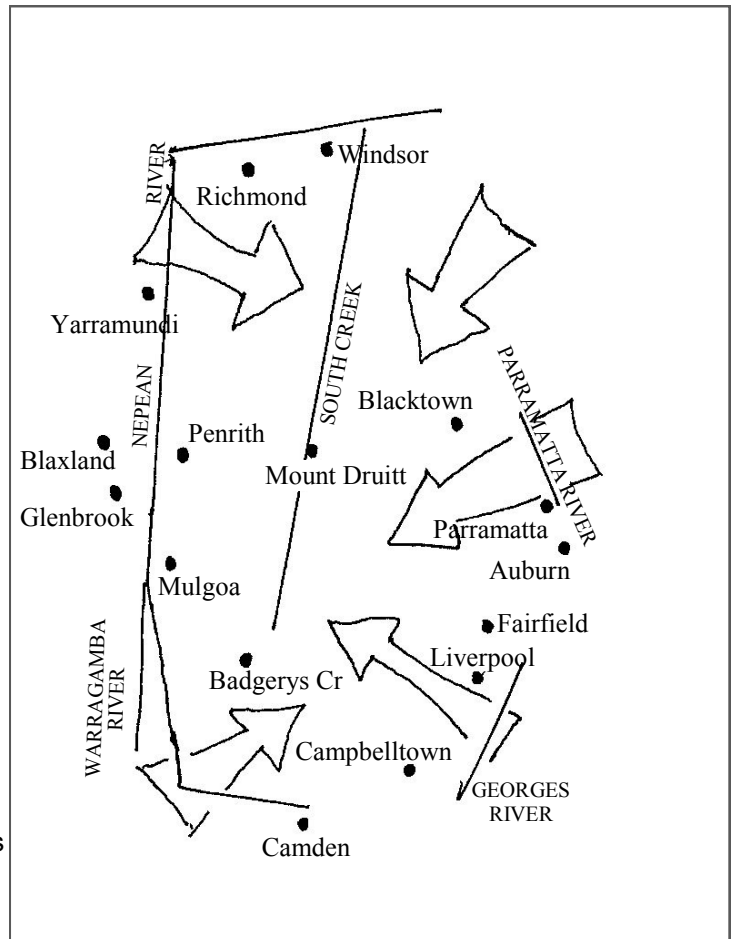 Windsor
RIVER
Richmond
Yarramundi
SOUTH CREEK
NEPEAN
PARRAMATTA RIVER
Blacktown
Penrith
Blaxland
Mount Druitt
Glenbrook
Parramatta
Auburn
Mulgoa
Fairfield
Liverpool
Badgerys Cr
WARRAGAMBA
RIVER
Campbelltown
GEORGES
RIVER
Camden
s